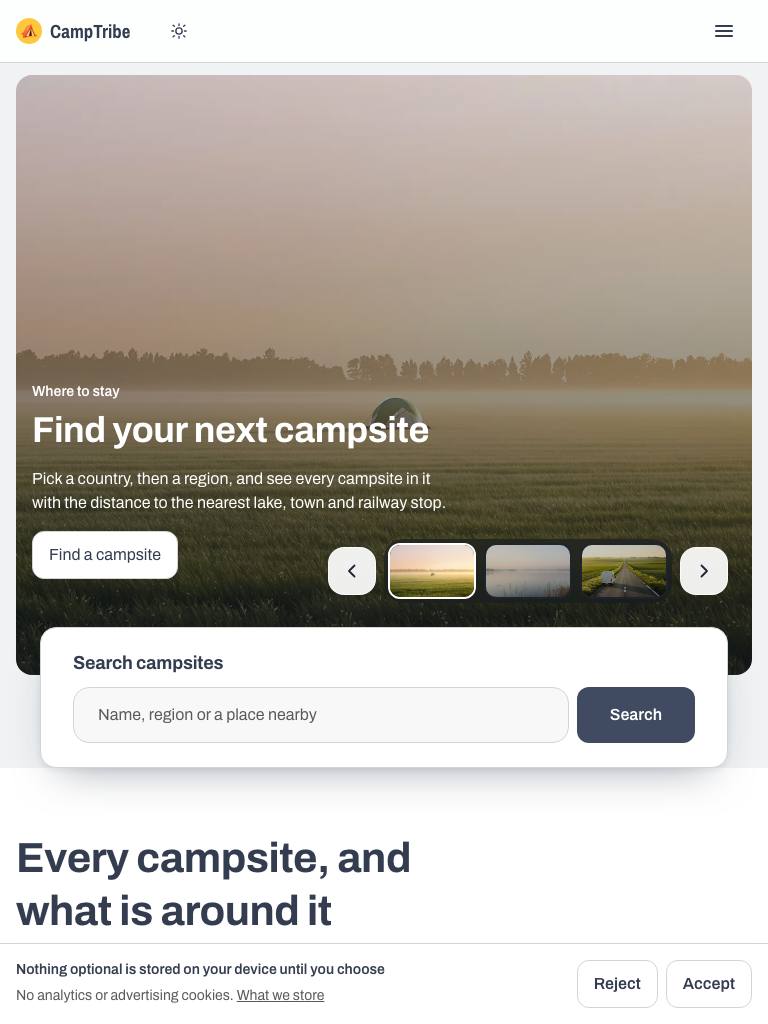 CampTribe
Where to stay
Find your next campsite
Pick a country, then a region, and see every campsite in it
with the distance to the nearest lake, town and railway stop.
Find a campsite
Search campsites
Name, region or a place nearby
Search
Every campsite, and
what is around it
Nothing optional is stored on your device until you choose
No analytics or advertising cookies. What we store
Reject
Accept